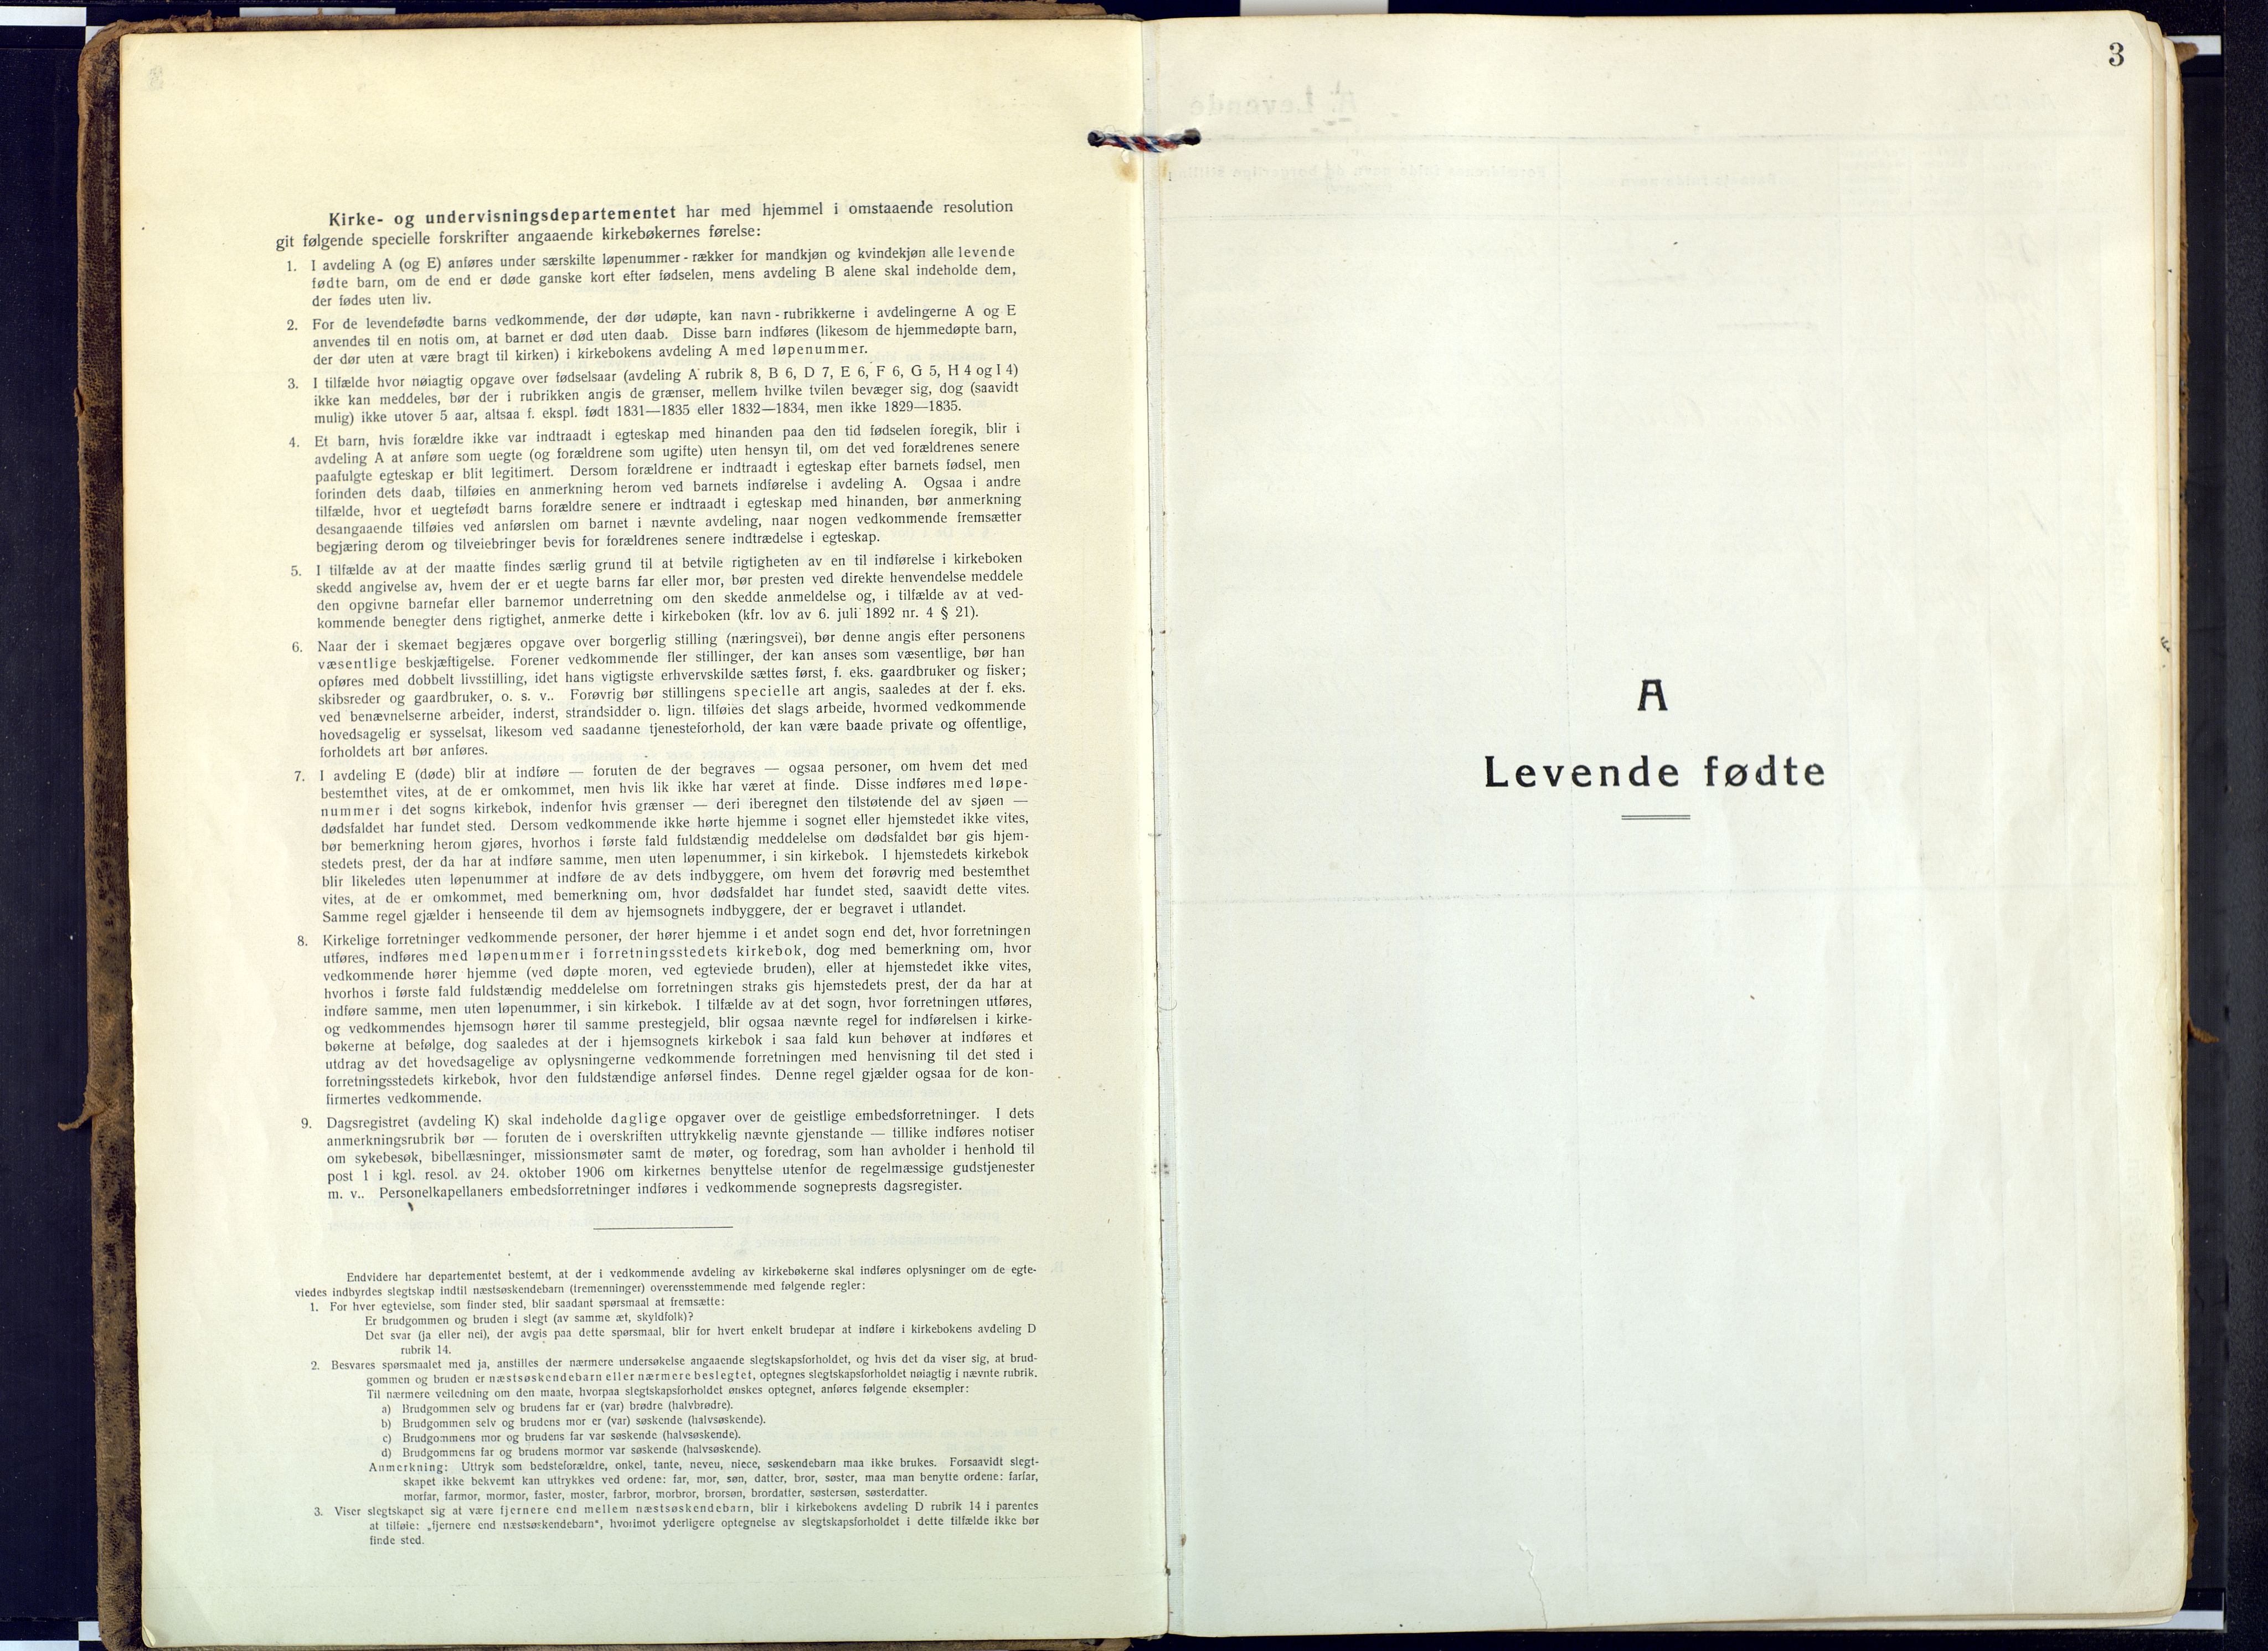 Kirke- og undervisningsdepartementet har med hjemmel i omstaaende resolution
git følgende specielle forskrifter angaaende kirkebøkernes førelse:
1. I avdeling A (og E) anføres under særskilte løpenummer-rækker for mandkjøn og kvindekjøn alle levende
fødte barn, om de end er døde ganske kort efter fødselen, mens avdeling B alene skal indeholde dem,
der fødes uten liv.
2. For de levendefødte barns vedkommende, der dør udøpte, kan navn-rubrikkerne i avdelingerne A og E
anvendes til en notis om, at barnet er død uten daab. Disse barn indføres (likesom de hjemmedøpte barn,
der dør uten at være bragt til kirken) i kirkebokens avdeling A med løpenummer.
3. I tilfælde hvor nøiagtig opgave over fødselsaar (avdeling A rubrik 8, B 6, D 7, E 6, F 6, G 5, H 4 og I 4)
ikke kan meddeles, bør der i rubrikken angis de grænser, mellem hvilke tvilen bevæger sig, dog (saavidt
mulig) ikke utover 5 aar, altsaa f. ekspl. født 1831—1835 eller 1832—1834, men ikke 1829—1835.
4. Et barn, hvis forældre ikke var indtraadt i egteskap med hinanden paa den tid fødselen foregik, blir i
avdeling A at anføre som uegte (og forældrene som ugifte) uten hensyn til, om det ved forældrenes senere
paafulgte egteskap er blit legitimert. Dersom forældrene er indtraadt i egteskap efter barnets fødsel, men
forinden dets daab, tilføies en anmerkning herom ved barnets indførelse i avdeling A. Ogsaa i andre
tilfælde, hvor et uegtefødt barns forældre senere er indtraadt i egteskap med hinanden, bør anmerkning
desangaaende tilføies ved anførslen om barnet i nævnte avdeling, naar nogen vedkommende fremsætter
begjæring derom og tilveiebringer bevis for forældrenes senere indtrædelse i egteskap.
5. I tilfælde av at der maatte findes særlig grund til at betvile rigtigheten av en til indførelse i kirkeboken
skedd angivelse av, hvem der er et uegte barns far eller mor, bør presten ved direkte henvendelse meddele
den opgivne barnefar eller barnemor underretning om den skedde anmeldelse og, i tilfælde av at ved-
kommende benegter dens rigtighet, anmerke dette i kirkeboken (kfr. lov av 6. juli 1892 nr. 4 § 21).
6. Naar der i skemaet begjæres opgave over borgerlig stilling (næringsvei), bør denne angis efter personens
væsentlige beskjæftigelse. Forener vedkommende fler stillinger, der kan anses som væsentlige, bør han
opføres med dobbelt livsstilling, idet hans vigtigste erhvervskilde sættes først, f. eks. gaardbruker og fisker;
skibsreder og gaardbruker, o. s. v.. Forøvrig bør stillingens specielle art angis, saaledes at der f. eks.
ved benævnelserne arbeider, inderst, strandsidder o. lign. tilføies det slags arbeide, hvormed vedkommende
hovedsagelig er sysselsat, likesom ved saadanne tjenesteforhold, der kan være baade private og offentlige,
forholdets art bør anføres.
7. I avdeling E (døde) blir at indføre — foruten de der begraves — ogsaa personer, om hvem det med
bestemthet vites, at de er omkommet, men hvis lik ikke har været at finde. Disse indføres med løpe-
nummer i det sogns kirkebok, indenfor hvis grænser — deri iberegnet den tilstøtende del av sjøen —
dødsfaldet har fundet sted. Dersom vedkommende ikke hørte hjemme i sognet eller hjemstedet ikke vites,
bør bemerkning herom gjøres, hvorhos i første fald fuldstændig meddelelse om dødsfaldet bør gis hjem-
stedets prest, der da har at indføre samme, men uten løpenummer, i sin kirkebok. I hjemstedets kirkebok
blir likeledes uten løpenummer at indføre de av dets indbyggere, om hvem det forøvrig med bestemthet
vites, at de er omkommet, med bemerkning om, hvor dødsfaldet har fundet sted, saavidt dette vites.
Samme regel gjælder i henseende til dem av hjemsognets indbyggere, der er begravet i utlandet.
8. Kirkelige forretninger vedkommende personer, der hører hjemme i et andet sogn end det, hvor forretningen
utføres, indføres med løpenummer i forretningsstedets kirkebok, dog med bemerkning om, hvor
vedkommende hører hjemme (ved døpte moren, ved egteviede bruden), eller at hjemstedet ikke vites,
hvorhos i første fald fuldstændig meddelelse om forretningen straks gis hjemstedets prest, der da har at
indføre samme, men uten løpenummer, i sin kirkebok. I tilfælde av at det sogn, hvor forretningen utføres,
og vedkommendes hjemsogn hører til samme prestegjeld, blir ogsaa nævnte regel for indførelsen i kirke-
bøkerne at befølge, dog saaledes at der i hjemsognets kirkebok i saa fald kun behøver at indføres et
utdrag av det hovedsagelige av oplysningerne vedkommende forretningen med henvisning til det sted i
forretningsstedets kirkebok, hvor den fuldstændige anførsel findes. Denne regel gjælder ogsaa for de kon-
firmertes vedkommende.
9. Dagsregistret (avdeling K) skal indeholde daglige opgaver over de geistlige embedsforretninger. I dets
anmerkningsrubrik bør — foruten de i overskriften uttrykkelig nævnte gjenstande — tillike indføres notiser
om sykebesøk, bibellæsninger, missionsmøter samt de møter, og foredrag, som han avholder i henhold til
post 1 i kgl. resol. av 24. oktober 1906 om kirkernes benyttelse utenfor de regelmæssige gudstjenester
m. v.. Personelkapellaners embedsforretninger indføres i vedkommende sogneprests dagsregister.
Endvidere har departementet bestemt, at der i vedkommende avdeling av kirkebøkerne skal indføres oplysninger om de egte-
viedes indbyrdes slegtskap indtil næstsøskendebarn (tremenninger) overensstemmende med følgende regler:
1. For hver egtevielse, som finder sted, blir saadant spørsmaal at fremsætte:
Er brudgommen og bruden i slegt (av samme æt, skyldfolk)?
Det svar (ja eller nei), der avgis paa dette spørsmaal, blir for hvert enkelt brudepar at indføre i kirkebokens avdeling D
rubrik 14.
2. Besvares spørsmaalet med ja, anstilles der nærmere undersøkelse angaaende slegtskapsforholdet, og hvis det da viser sig, at brud-
gommen og bruden er næstsøskendebarn eller nærmere beslegtet, optegnes slegtskapsforholdet nøiagtig i nævnte rubrik.
Til nærmere veiledning om den maate, hvorpaa slegtskapsforholdet ønskes optegnet, anføres følgende eksempler:
a) Brudgommen selv og brudens far er (var) brødre (halvbrødre).
b) Brudgommen selv og brudens mor er (var) søskende (halvsøskende).
c) Brudgommens mor og brudens far var søskende (halvsøskende).
d) Brudgommens far og brudens mormor var søskende (halvsøskende).
Anmerkning: Uttryk som bedsteforældre, onkel, tante, neveu, niece, søskendebarn maa ikke brukes. Forsaavidt slegt-
skapet ikke bekvemt kan uttrykkes ved ordene: far, mor, søn, datter, bror, søster, maa man benytte ordene: farfar,
morfar, farmor, mormor, faster, moster, farbror, morbror, brorsøn, brordatter, søstersøn, søsterdatter.
3. Viser slegtskapet sig at være fjernere end mellem næstsøskendebarn, blir i kirkebokens avdeling D rubrik 14 i parentes
at tilføie: „fjernere end næstsøskendebarn“, hvorimot yderligere optegnelse av slegtskapsforholdet i dette tilfælde ikke bør
finde sted.
3
A
Levende fødte